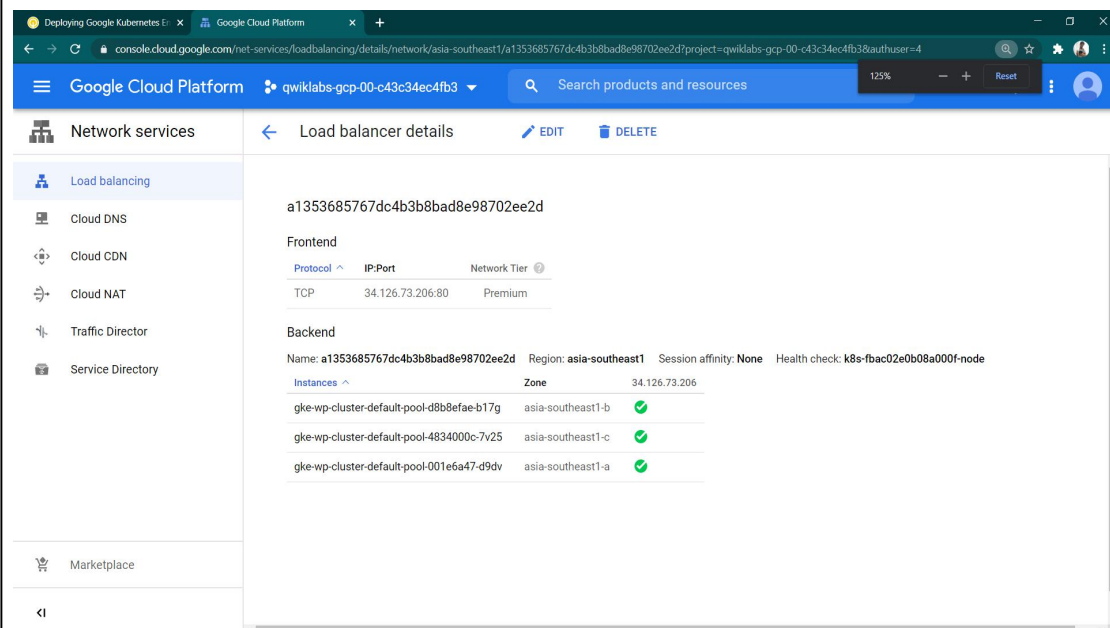 Deploying Google Kubernetes En
Google Cloud Platform
console.cloud.google.com/net-services/loadbalancing/details/network/asia-southeast1/a1353685767dc4b3b8bad8e98702ee2d?project=qwiklabs-gcp-00-c43c34ec4fb3&authuser=4
Google Cloud Platform
qwiklabs-gcp-00-c43c34ec4fb3
Search products and resources
125%
Reset
Network services
Load balancer details
EDIT
DELETE
Load balancing
Cloud DNS
Cloud CDN
Cloud NAT
Traffic Director
Service Directory
Marketplace
a1353685767dc4b3b8bad8e98702ee2d
Frontend
Protocol IP:Port Network Tier
TCP 34.126.73.206:80 Premium
Backend
Name: a1353685767dc4b3b8bad8e98702ee2d Region: asia-southeast1 Session affinity: None Health check: k8s-fbac02e0b08a000f-node
Instances Zone 34.126.73.206
gke-wp-cluster-default-pool-d8b8efae-b17g asia-southeast1-b
gke-wp-cluster-default-pool-4834000c-7v25 asia-southeast1-c
gke-wp-cluster-default-pool-001e6a47-d9dv asia-southeast1-a